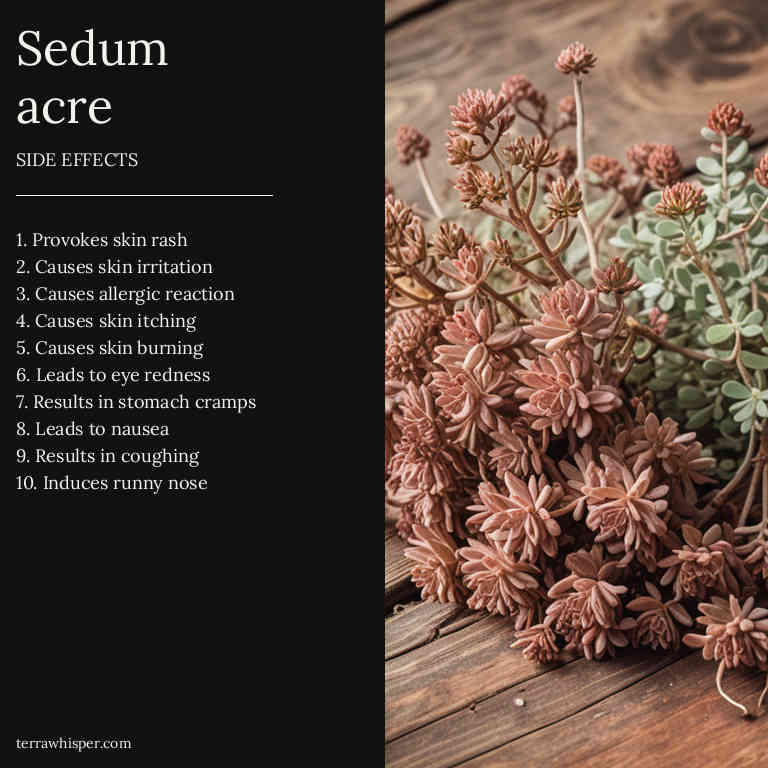 Sedum
acre
SIDE EFFECTS
1. Provokes skin rash
2. Causes skin irritation
3. Causes allergic reaction
4. Causes skin itching
5. Causes skin burning
6. Leads to eye redness
7. Results in stomach cramps
8. Leads to nausea
9. Results in coughing
10. Induces runny nose
terrawhisper.com